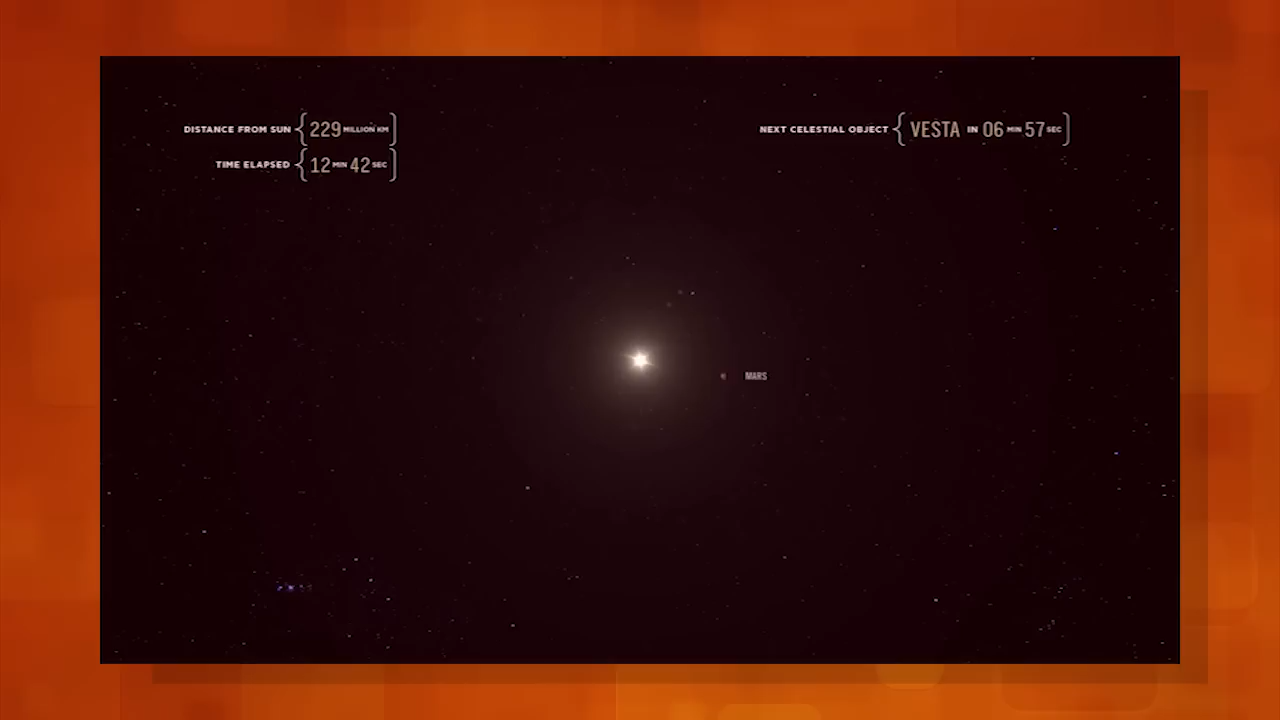 DISTANCE FROM SUN { 229 MILLION KM ]
TIME ELAPSED { 12 MIN 42 SEC ]
NEXT CELESTIAL OBJECT { VESTA IN 06 MIN 57 SEC ]
MARS